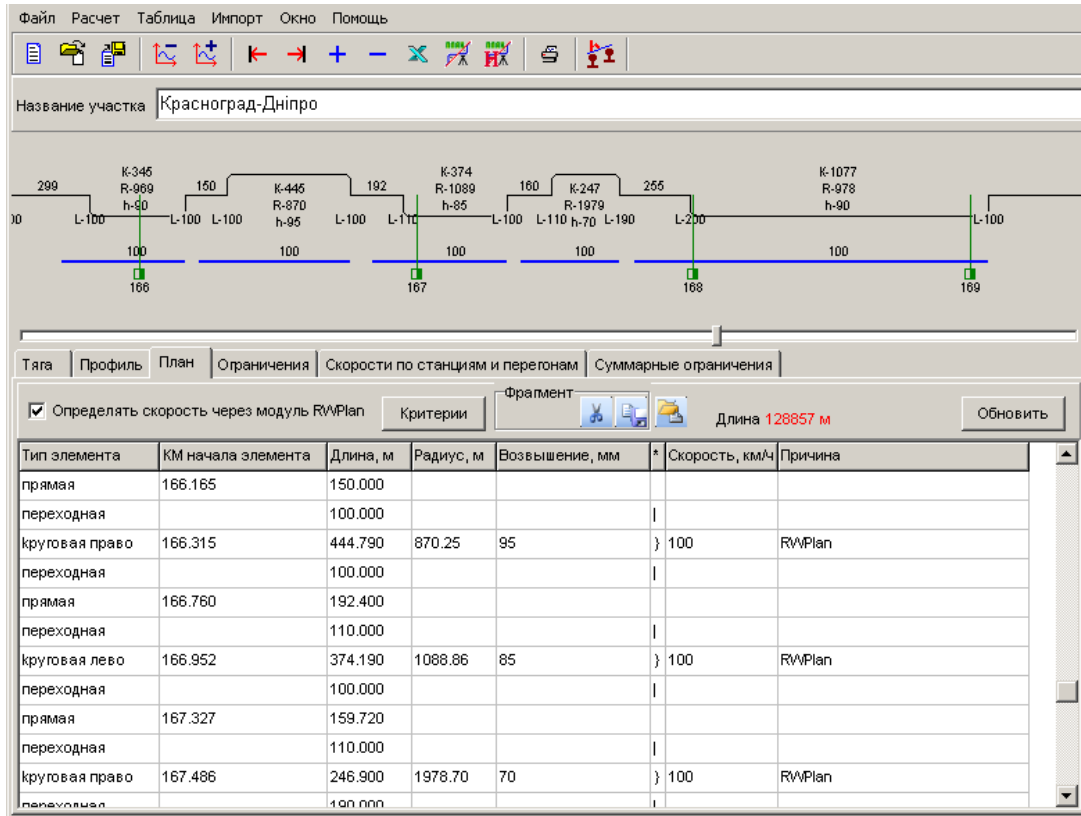 Файл Расчет Таблица Импорт Окно Помощь
Название участка Красноград-Дніпро
299 K-345 R-969 h-90 150 K-445 R-870 h-95 192 K-374 R-1089 h-85 160 K-247 R-1979 h-70 255 K-1077 R-978 h-90
L-100 L-100 L-100 L-100 L-110 L-100 L-110 L-190 L-200 L-100
100 100 100 100 100
166 167 168 169
Тяга Профиль План Ограничения Скорости по станциям и перегонам Суммарные ограничения
Определять скорость через модуль RWPlan Критерии Фрагмент Длина 128857 м Обновить
Тип элемента КМ начала элемента Длина, м Радиус, м Возвышение, мм * Скорость, км/ч Причина
прямая 166.165 150.000
переходная 100.000 |
круговая право 166.315 444.790 870.25 95 } 100 RWPlan
переходная 100.000 |
прямая 166.760 192.400
переходная 110.000 |
круговая лево 166.952 374.190 1088.86 85 } 100 RWPlan
переходная 100.000 |
прямая 167.327 159.720
переходная 110.000 |
круговая право 167.486 246.900 1978.70 70 } 100 RWPlan
переходная 190.000 |